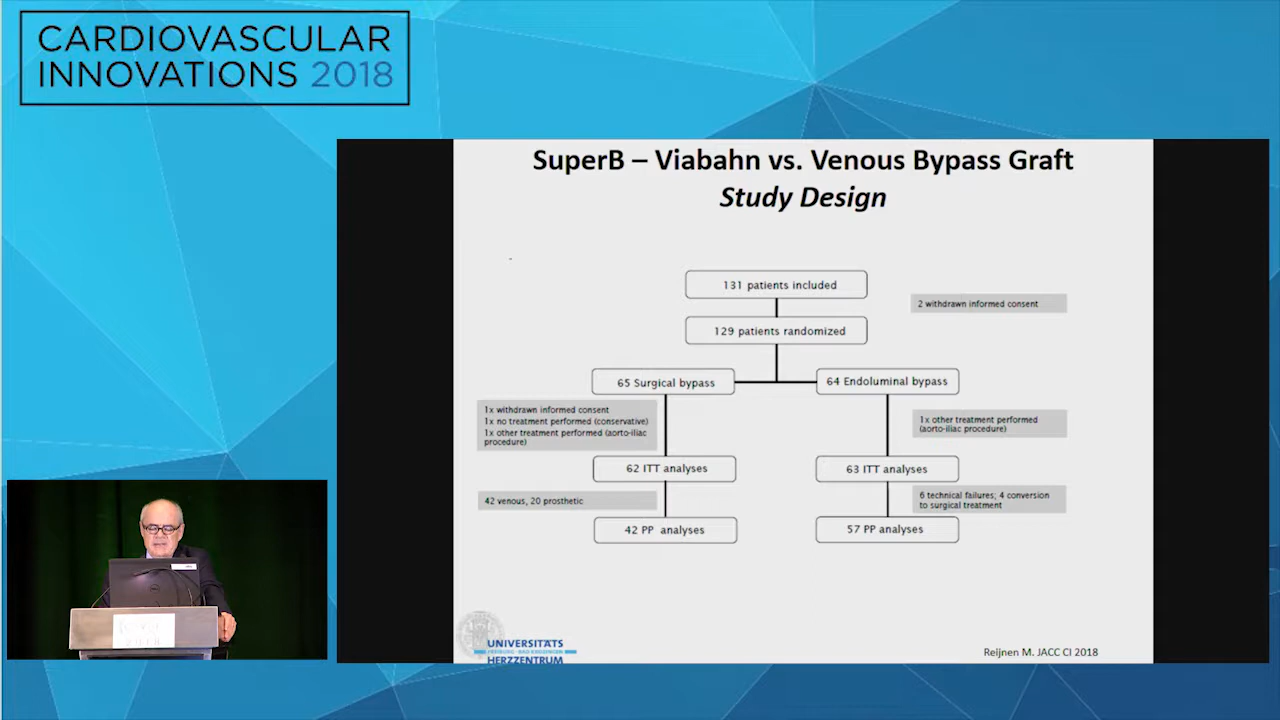 CARDIOVASCULAR
INNOVATIONS 2018
SuperB – Viabahn vs. Venous Bypass Graft
Study Design
131 patients included
2 withdrawn informed consent
129 patients randomized
65 Surgical bypass
64 Endoluminal bypass
1x withdrawn informed consent
1x no treatment performed (conservative)
1x other treatment performed (aorto-iliac
procedure)
1x other treatment performed
(aorto-iliac procedure)
62 ITT analyses
63 ITT analyses
42 venous, 20 prosthetic
6 technical failures; 4 conversion
to surgical treatment
42 PP analyses
57 PP analyses
UNIVERSITÄTS
HERZZENTRUM
Reijnen M. JACC CI 2018